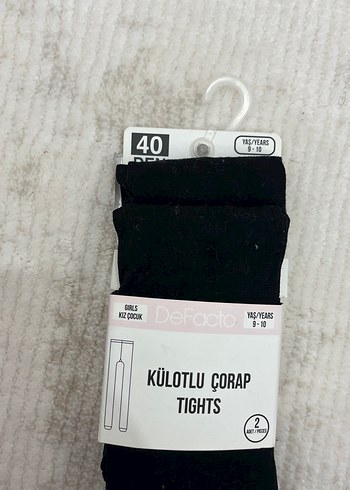 40
DEN
YAŞ/YEARS
9 - 10
GIRLS
KIZ ÇOCUK
DeFacto
YAŞ/YEARS
9 - 10
KÜLOTLU ÇORAP
TIGHTS
2
ADET / PIECES